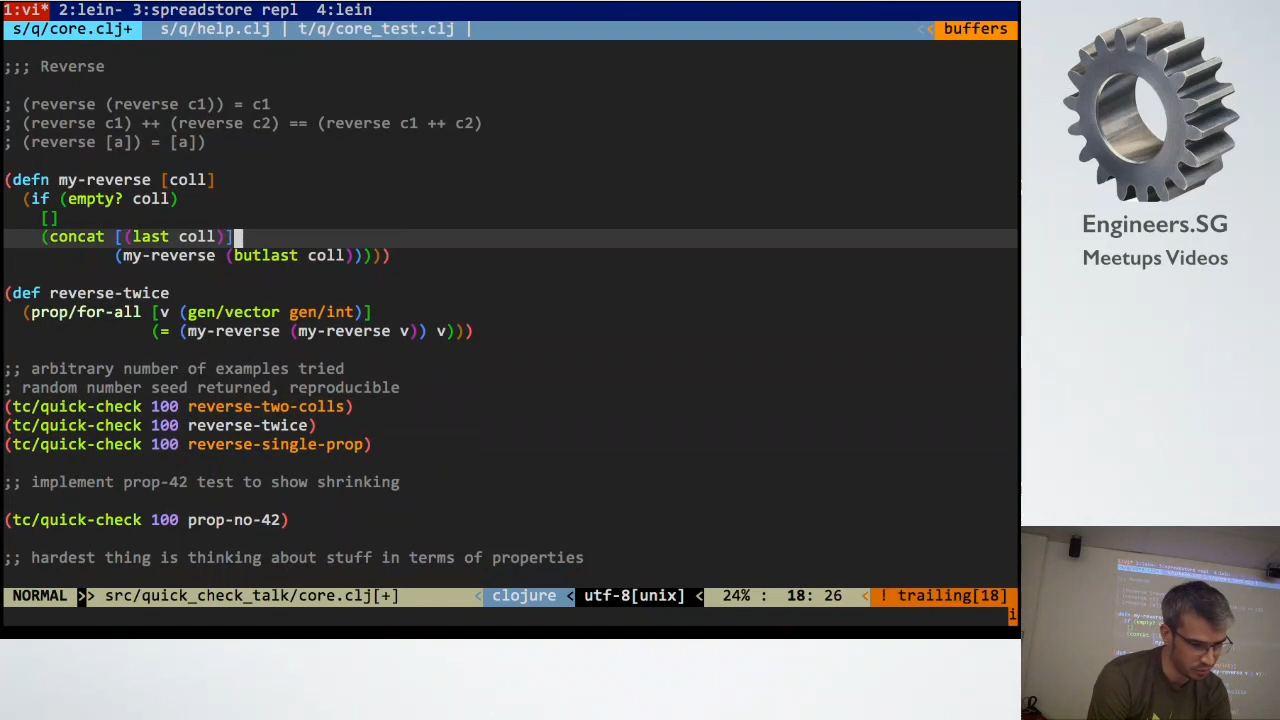 1:vi* 2:lein- 3:spreadstore repl 4:lein
s/q/core.clj+ s/q/help.clj | t/q/core_test.clj | buffers
;;; Reverse
; (reverse (reverse c1)) = c1
; (reverse c1) ++ (reverse c2) == (reverse c1 ++ c2)
; (reverse [a]) = [a])
(defn my-reverse [coll]
(if (empty? coll)
[]
(concat [(last coll)]
(my-reverse (butlast coll)))))
(def reverse-twice
(prop/for-all [v (gen/vector gen/int)]
(= (my-reverse (my-reverse v)) v)))
;; arbitrary number of examples tried
; random number seed returned, reproducible
(tc/quick-check 100 reverse-two-colls)
(tc/quick-check 100 reverse-twice)
(tc/quick-check 100 reverse-single-prop)
;; implement prop-42 test to show shrinking
(tc/quick-check 100 prop-no-42)
;; hardest thing is thinking about stuff in terms of properties
NORMAL >> src/quick_check_talk/core.clj[+] < clojure < utf-8[unix] < 24% : 18: 26 < ! trailing[18]
i
Engineers.SG
Meetups Videos